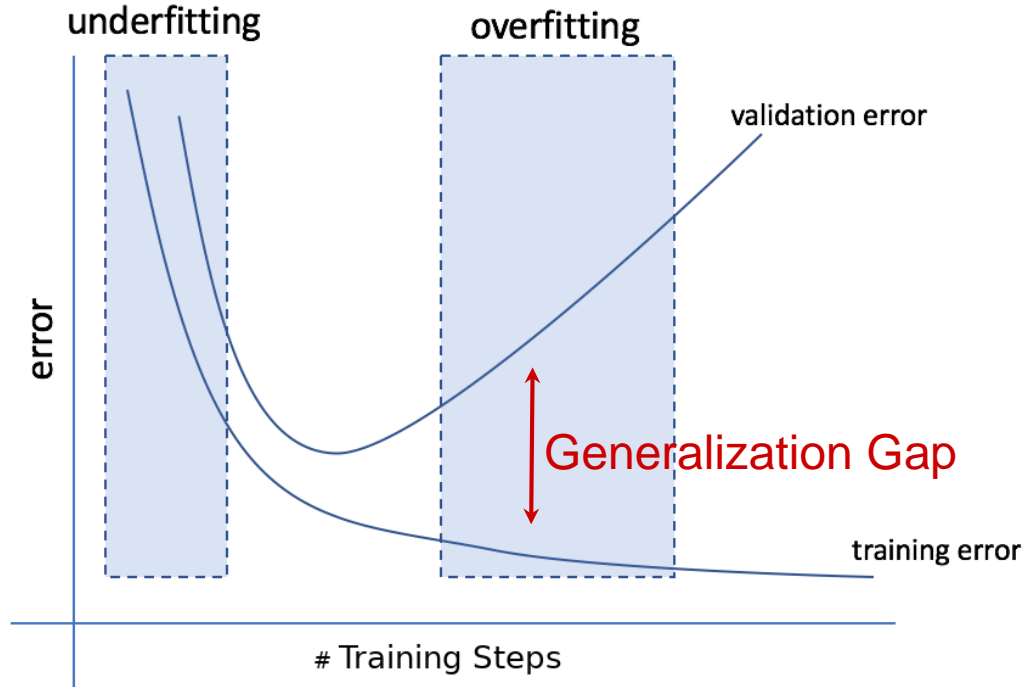 underfitting
overfitting
validation error
error
Generalization Gap
training error
# Training Steps